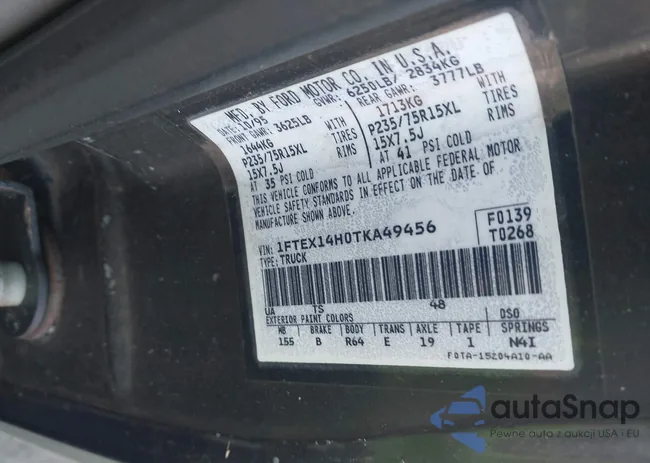 MFD. BY FORD MOTOR CO. IN U.S.A.
DATE: 10/95 GVWR: 6250LB/ 2834KG
FRONT GAWR: 3625LB REAR GAWR: 3777LB
1644KG WITH 1713KG WITH
P235/75R15XL TIRES P235/75R15XL TIRES
15X7.5J RIMS 15X7.5J RIMS
AT 35 PSI COLD AT 41 PSI COLD
THIS VEHICLE CONFORMS TO ALL APPLICABLE FEDERAL MOTOR
VEHICLE SAFETY STANDARDS IN EFFECT ON THE DATE OF
MANUFACTURE SHOWN ABOVE.
VIN: 1FTEX14H0TKA49456 F0139
TYPE: TRUCK T0268
UA TS 48
EXTERIOR PAINT COLORS DSO
WB BRAKE BODY TRANS AXLE TAPE SPRINGS
155 B R64 E 19 1 N4I
F0TA-15204A10-AA
autaSnap
Pewne auto z aukcji USA i EU